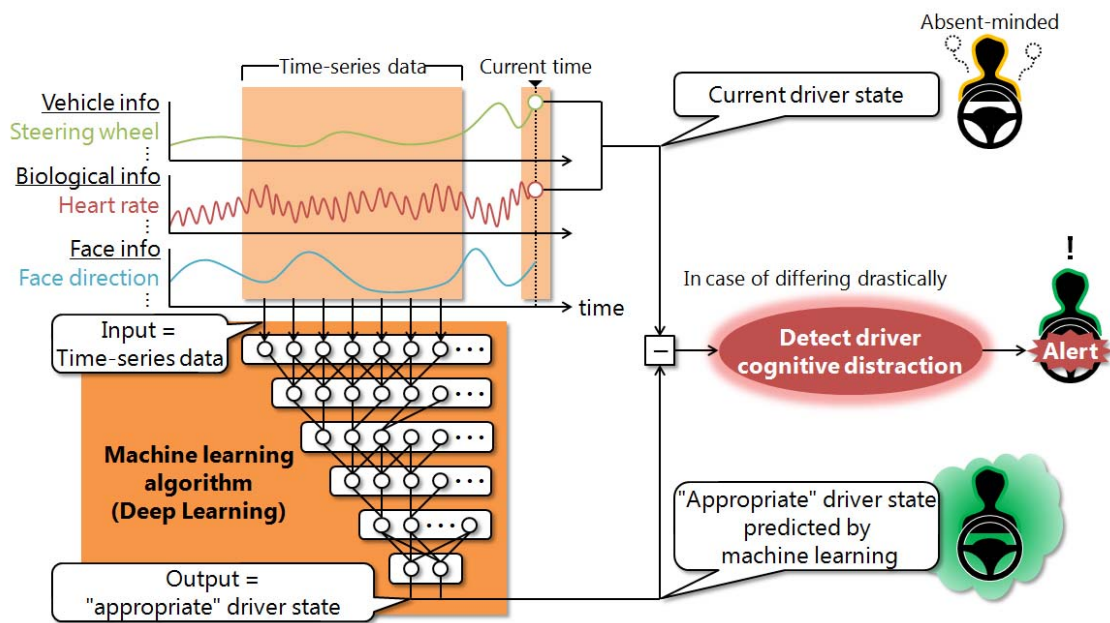 Absent-minded
Time-series data
Current time
Vehicle info
Steering wheel
Current driver state
Biological info
Heart rate
Face info
Face direction
time
In case of differing drastically
!
Input =
Time-series data
Detect driver
cognitive distraction
Alert
Machine learning
algorithm
(Deep Learning)
"Appropriate" driver state
predicted by
machine learning
Output =
"appropriate" driver state